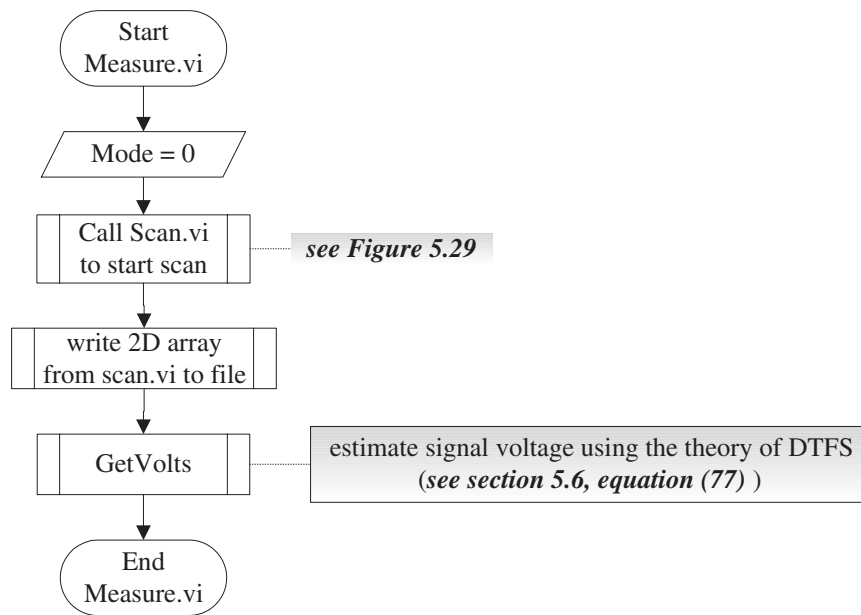 Start
Measure.vi
Mode = 0
Call Scan.vi
to start scan
see Figure 5.29
write 2D array
from scan.vi to file
GetVolts
estimate signal voltage using the theory of DTFS
(see section 5.6, equation (77) )
End
Measure.vi